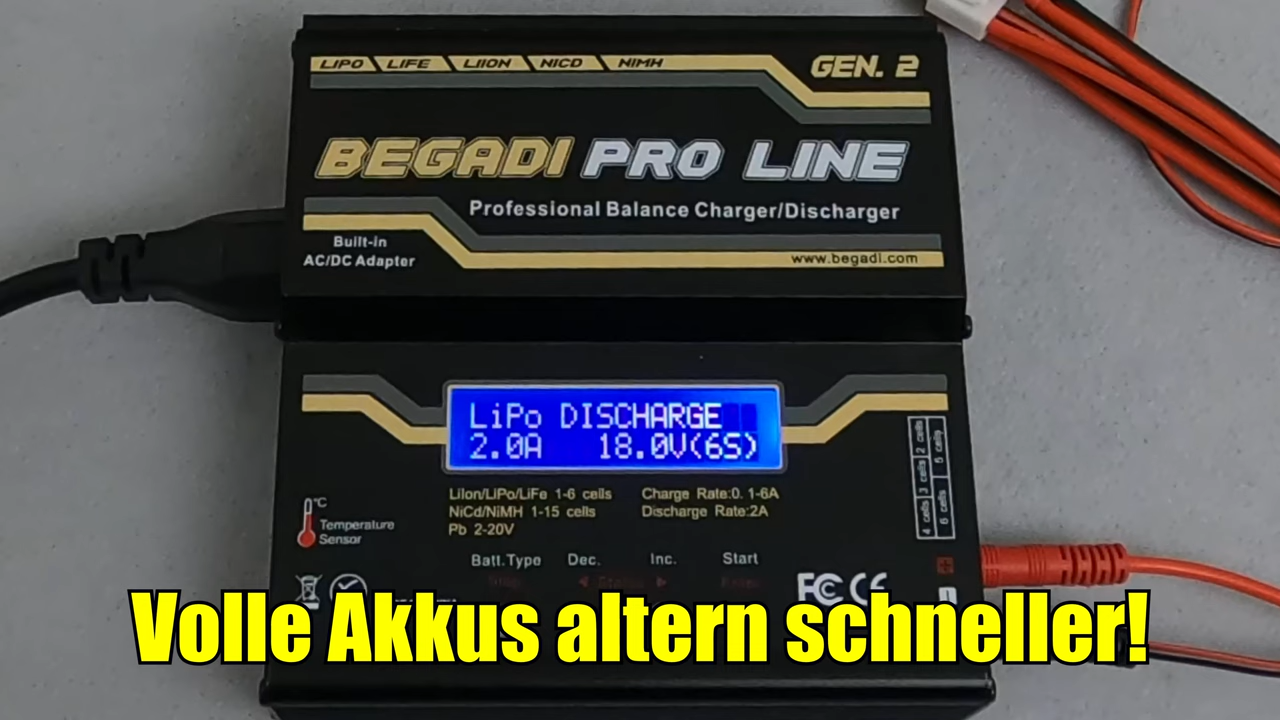 LIPO LIFE LIION NICD NIMH
GEN. 2
BEGADI PRO LINE
Professional Balance Charger/Discharger
Built-in
AC/DC Adapter
www.begadi.com
LiPo DISCHARGE
2.0A 18.0V(6S)
LiIon/LiPo/LiFe 1-6 cells
NiCd/NiMH 1-15 cells
Pb 2-20V
Charge Rate:0. 1-6A
Discharge Rate:2A
2 cells
3 cells
4 cells
5 cells
6 cells
°C
Temperature
Sensor
Batt.Type Dec. Inc. Start
FC CE
Volle Akkus altern schneller!